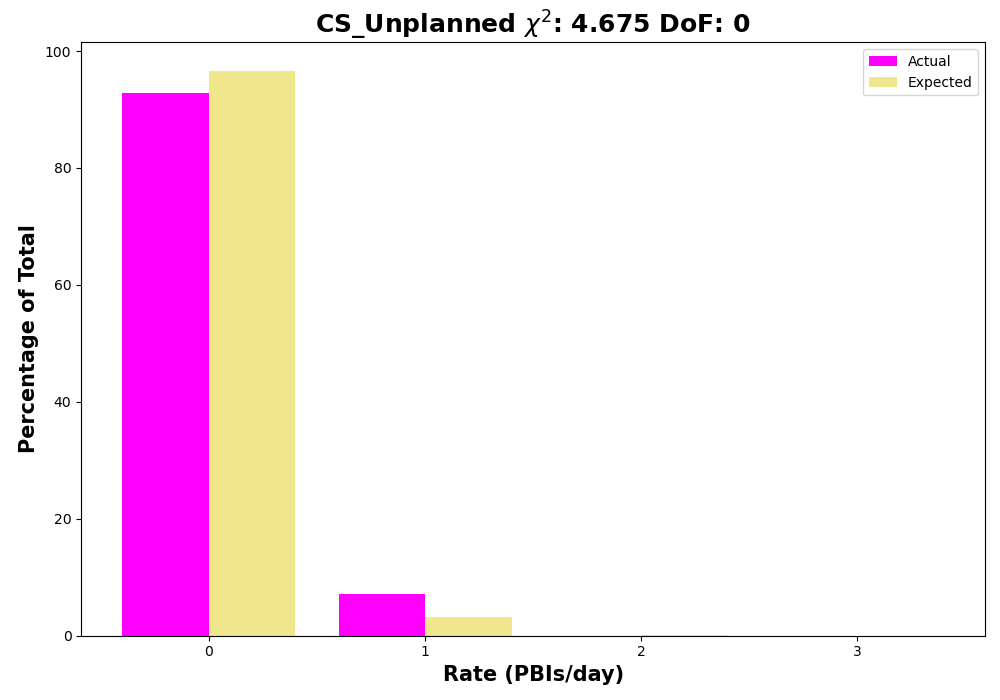 CS_Unplanned χ²: 4.675 DoF: 0
Actual
Expected
Percentage of Total
100
80
60
40
20
0
0 1 2 3
Rate (PBIs/day)